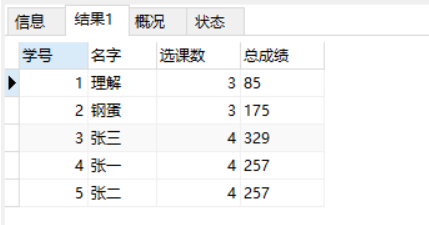 信息 结果1 概况 状态
学号 名字 选课数 总成绩
1 理解 3 85
2 钢蛋 3 175
3 张三 4 329
4 张一 4 257
5 张二 4 257